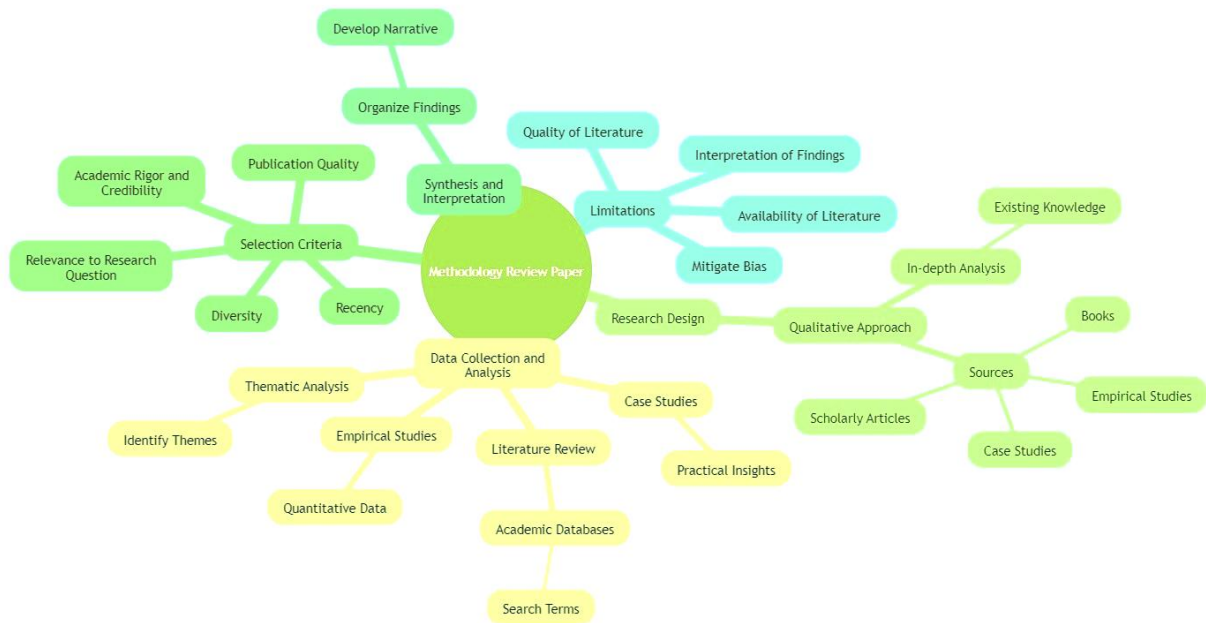 Develop Narrative
Organize Findings
Synthesis and
Interpretation
Publication Quality
Academic Rigor and
Credibility
Selection Criteria
Relevance to Research
Question
Diversity
Recency
Methodology Review Paper
Quality of Literature
Interpretation of Findings
Limitations
Availability of Literature
Mitigate Bias
Research Design
Qualitative Approach
In-depth Analysis
Existing Knowledge
Sources
Books
Empirical Studies
Scholarly Articles
Case Studies
Data Collection and
Analysis
Thematic Analysis
Identify Themes
Empirical Studies
Quantitative Data
Literature Review
Academic Databases
Search Terms
Case Studies
Practical Insights